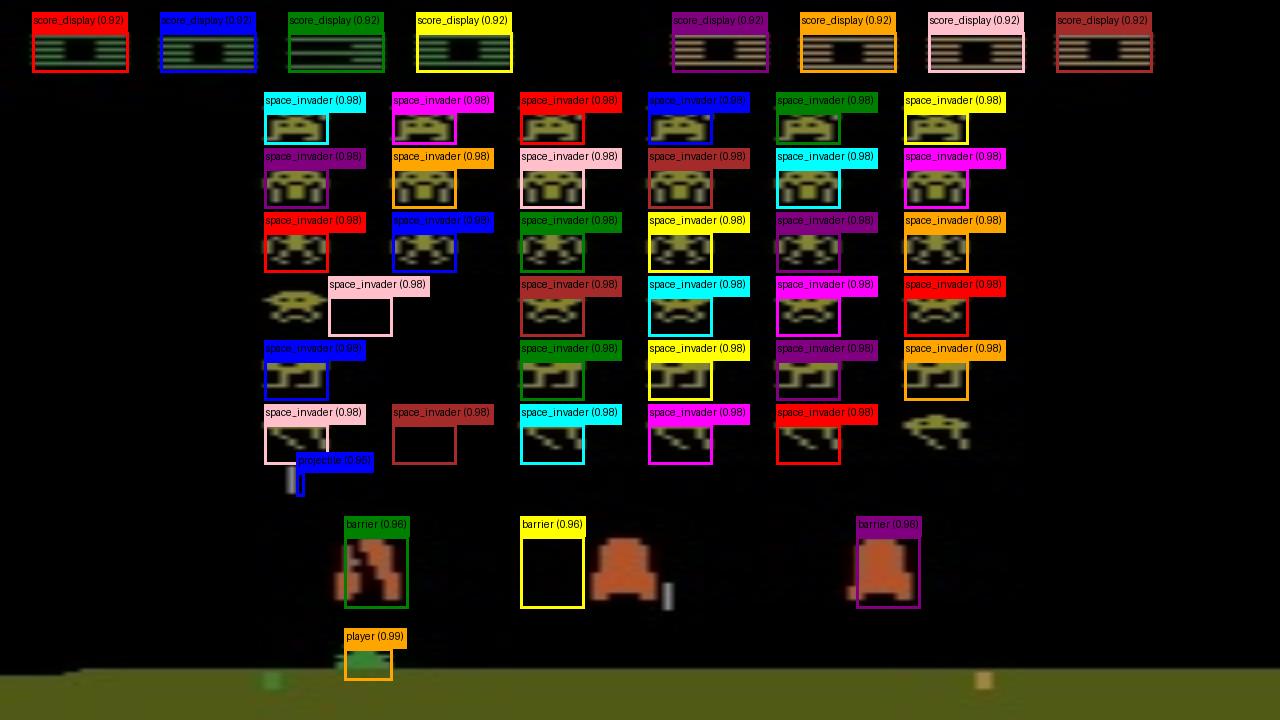 score_display (0.92) score_display (0.92) score_display (0.92) score_display (0.92) score_display (0.92) score_display (0.92) score_display (0.92) score_display (0.92)
space_invader (0.98) space_invader (0.98) space_invader (0.98) space_invader (0.98) space_invader (0.98) space_invader (0.98)
space_invader (0.98) space_invader (0.98) space_invader (0.98) space_invader (0.98) space_invader (0.98) space_invader (0.98)
space_invader (0.98) space_invader (0.98) space_invader (0.98) space_invader (0.98) space_invader (0.98) space_invader (0.98)
space_invader (0.98) space_invader (0.98) space_invader (0.98) space_invader (0.98) space_invader (0.98)
space_invader (0.98) space_invader (0.98) space_invader (0.98) space_invader (0.98) space_invader (0.98)
space_invader (0.98) space_invader (0.98) space_invader (0.98) space_invader (0.98) space_invader (0.98)
projectile (0.95)
barrier (0.96) barrier (0.96) barrier (0.96)
player (0.99)